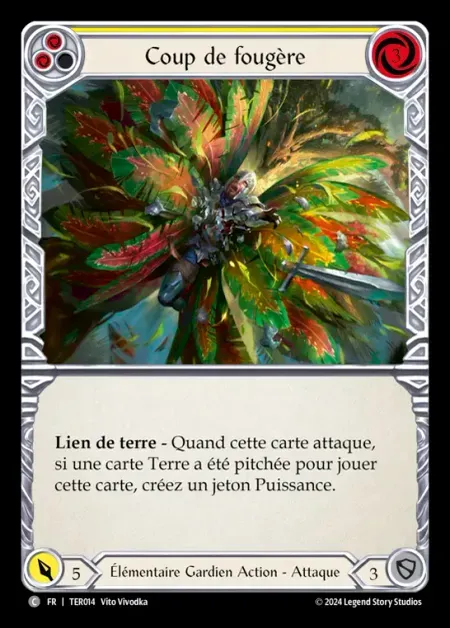 Coup de fougère
3
Lien de terre - Quand cette carte attaque,
si une carte Terre a été pitchée pour jouer
cette carte, créez un jeton Puissance.
5
Élémentaire Gardien Action - Attaque
3
C FR | TER014 Vito Vivodka
© 2024 Legend Story Studios